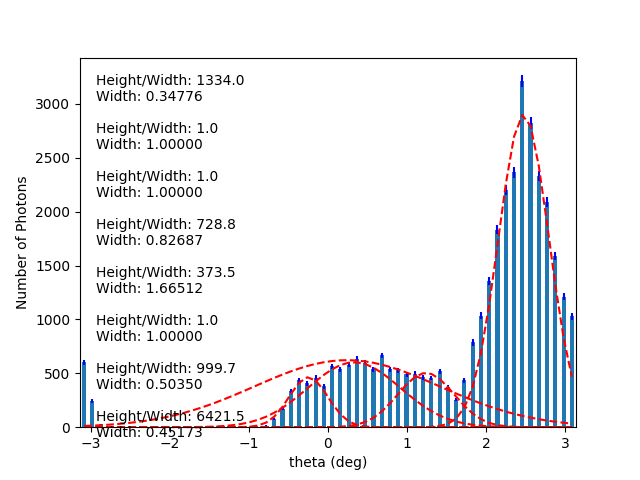 Height/Width: 1334.0
Width: 0.34776
Height/Width: 1.0
Width: 1.00000
Height/Width: 1.0
Width: 1.00000
Height/Width: 728.8
Width: 0.82687
Height/Width: 373.5
Width: 1.66512
Height/Width: 1.0
Width: 1.00000
Height/Width: 999.7
Width: 0.50350
Height/Width: 6421.5
Width: 0.45173
Number of Photons
3000
2500
2000
1500
1000
500
0
−3 −2 −1 0 1 2 3
theta (deg)